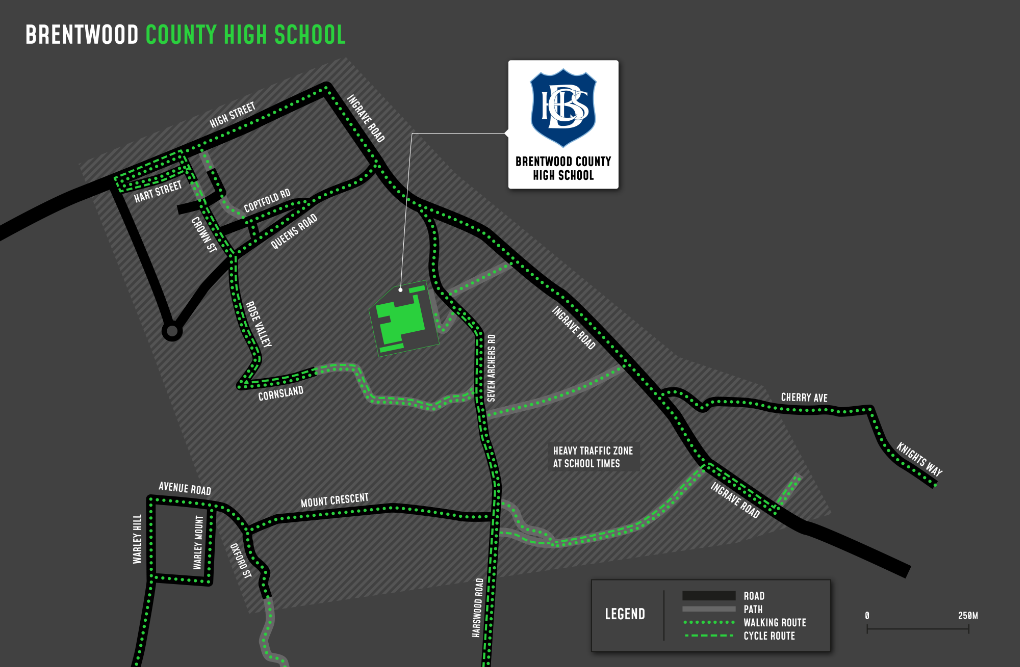 BRENTWOOD COUNTY HIGH SCHOOL
HIGH STREET
INGRAVE ROAD
BCHS
BRENTWOOD COUNTY
HIGH SCHOOL
HART STREET
COPTFOLD RD
CROWN ST
QUEENS ROAD
ROSE VALLEY
INGRAVE ROAD
SEVEN ARCHERS RD
CORNSLAND
CHERRY AVE
KNIGHTS WAY
HEAVY TRAFFIC ZONE
AT SCHOOL TIMES
INGRAVE ROAD
AVENUE ROAD
MOUNT CRESCENT
WARLEY HILL
WARLEY MOUNT
OXFORD ST
HARSWOOD ROAD
LEGEND
ROAD
PATH
WALKING ROUTE
CYCLE ROUTE
0 250M